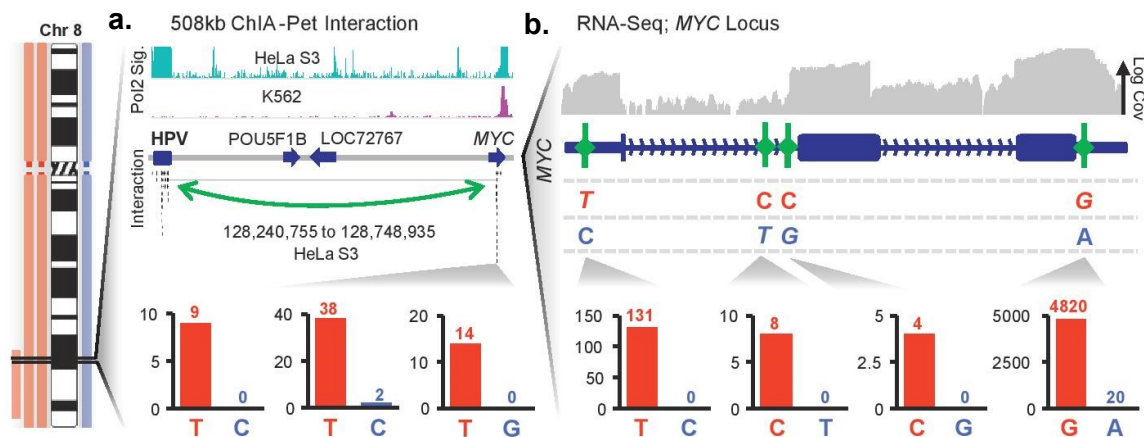 Chr 8
a. 508kb ChIA-Pet Interaction
Pol2 Sig.
HeLa S3
K562
HPV POU5F1B LOC72767 MYC
Interaction
128,240,755 to 128,748,935
HeLa S3
10
5
0
9
0
T C
40
20
0
38
2
T C
20
10
0
14
0
T G
b. RNA-Seq; MYC Locus
Log Cov
MYC
T C C G
C T G A
150
100
50
0
131
0
T C
10
5
0
8
0
C T
5
2.5
0
4
0
C G
5000
2500
0
4820
20
G A